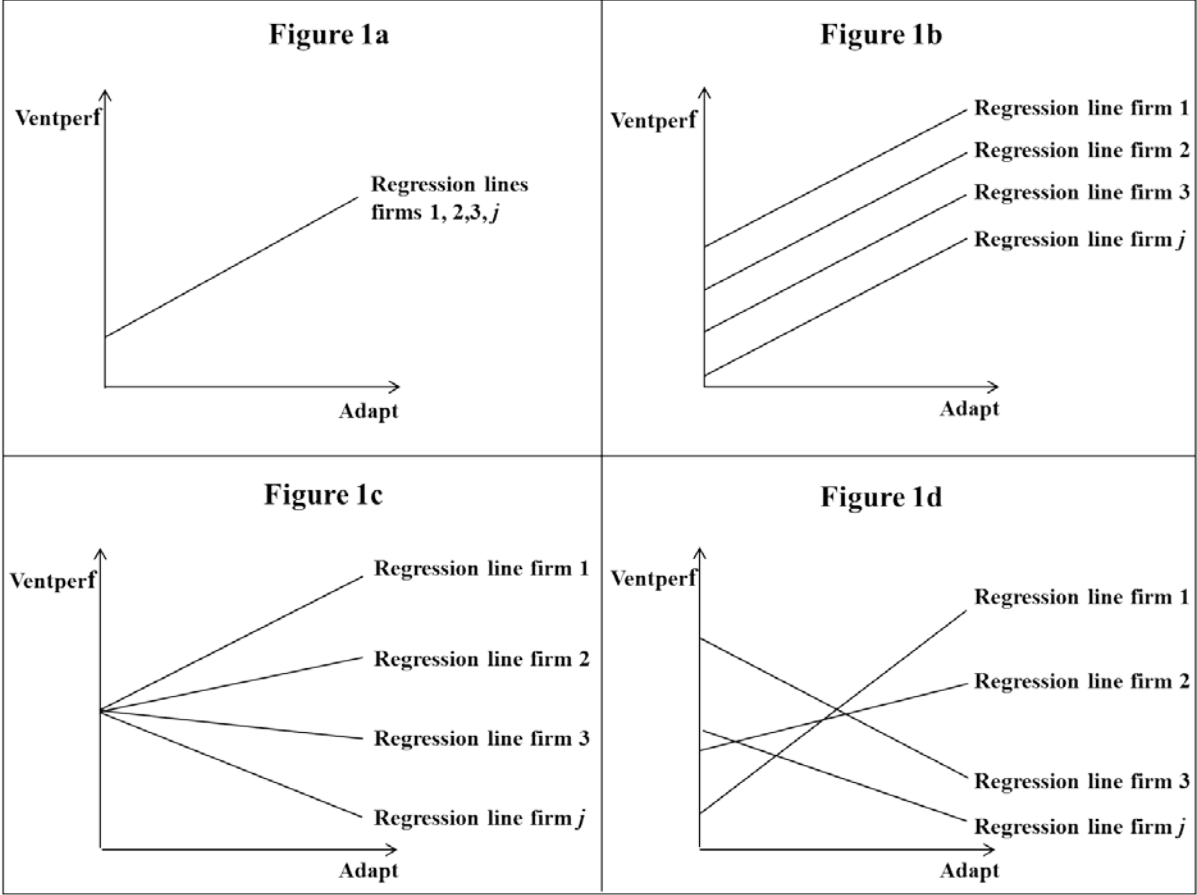 Figure 1a
Ventperf
Regression lines
firms 1, 2,3, j
Adapt
Figure 1b
Ventperf
Regression line firm 1
Regression line firm 2
Regression line firm 3
Regression line firm j
Adapt
Figure 1c
Ventperf
Regression line firm 1
Regression line firm 2
Regression line firm 3
Regression line firm j
Adapt
Figure 1d
Ventperf
Regression line firm 1
Regression line firm 2
Regression line firm 3
Regression line firm j
Adapt